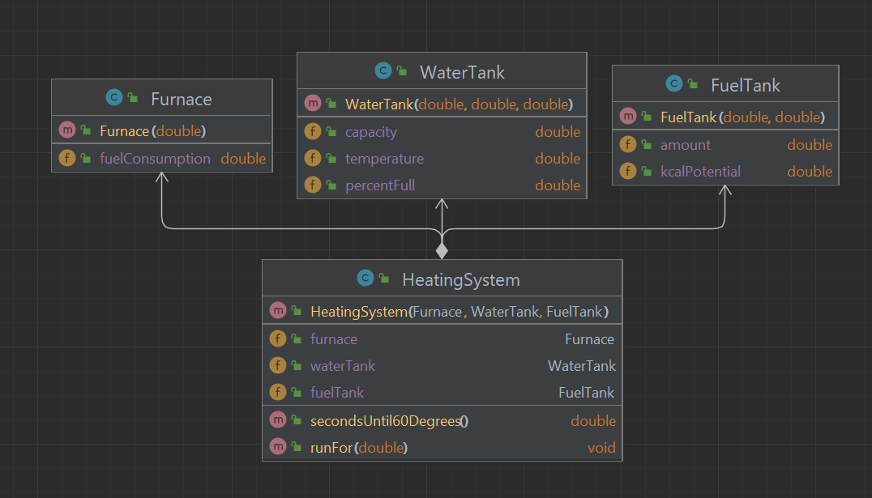 Furnace
Furnace(double)
fuelConsumption double
WaterTank
WaterTank(double, double, double)
capacity double
temperature double
percentFull double
FuelTank
FuelTank(double, double)
amount double
kcalPotential double
HeatingSystem
HeatingSystem(Furnace, WaterTank, FuelTank)
furnace Furnace
waterTank WaterTank
fuelTank FuelTank
secondsUntil60Degrees() double
runFor(double) void